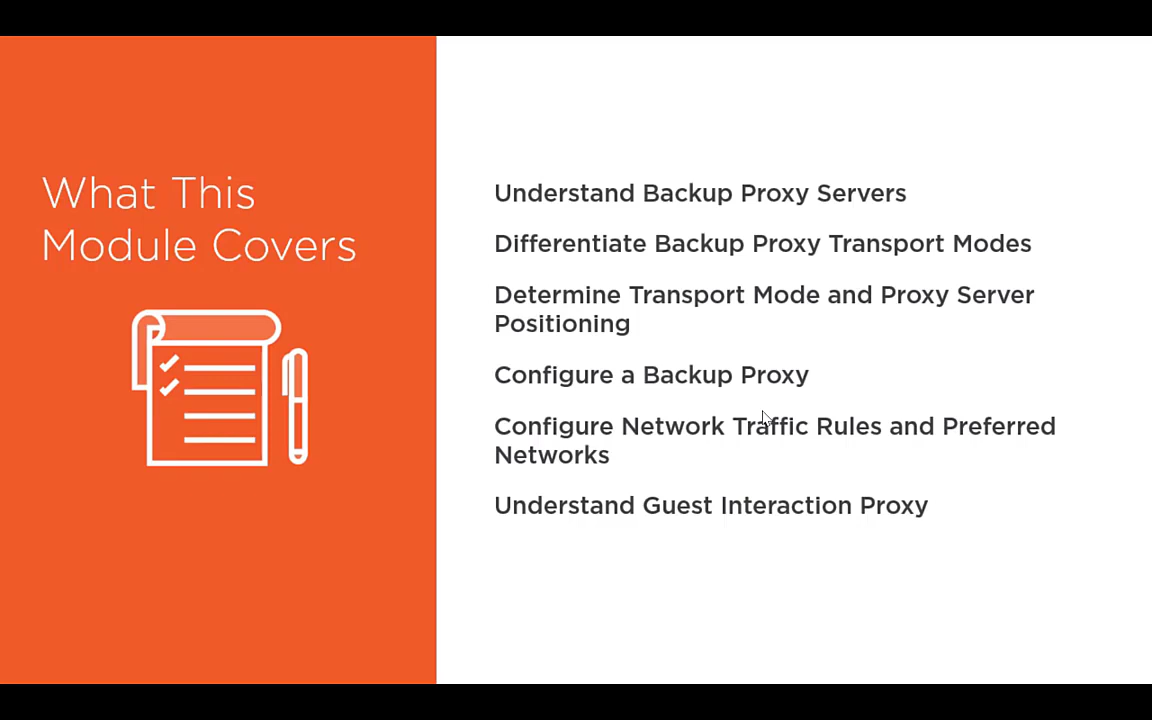 What This
Module Covers
Understand Backup Proxy Servers
Differentiate Backup Proxy Transport Modes
Determine Transport Mode and Proxy Server
Positioning
Configure a Backup Proxy
Configure Network Traffic Rules and Preferred
Networks
Understand Guest Interaction Proxy